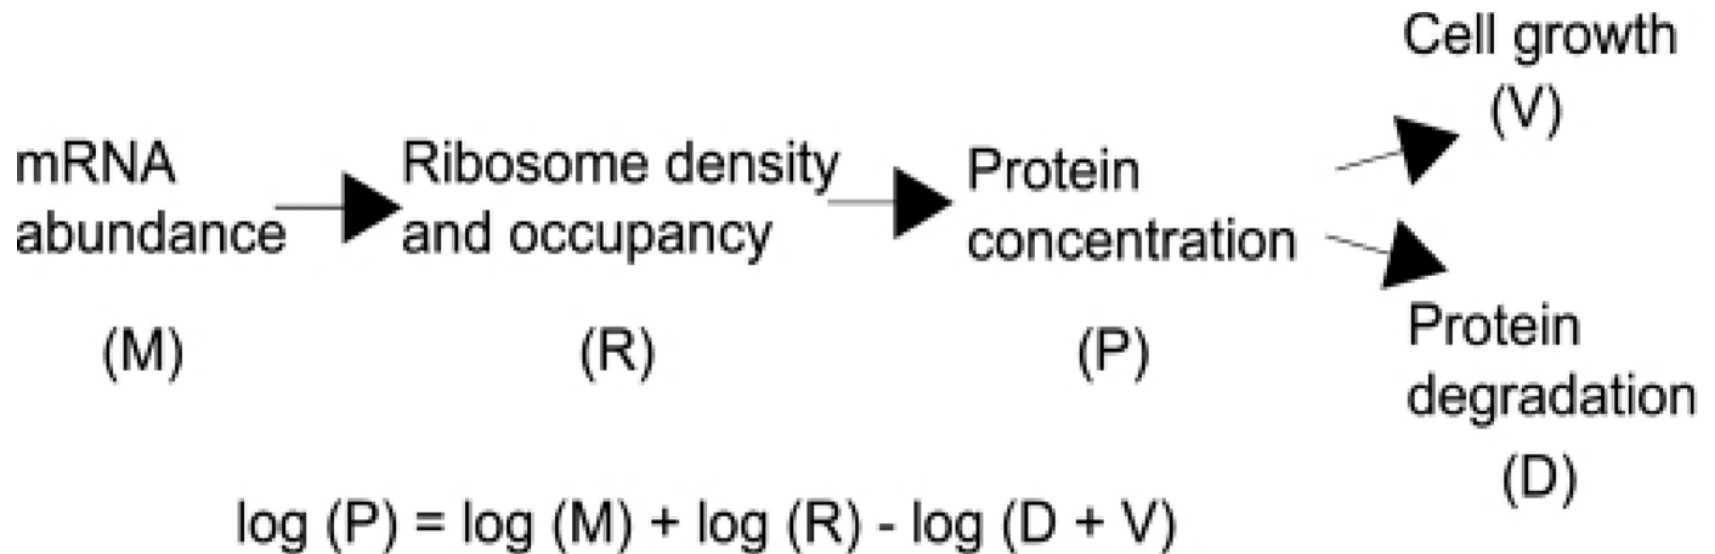 Cell growth
(V)
mRNA
abundance
(M)
Ribosome density
and occupancy
(R)
Protein
concentration
(P)
Protein
degradation
(D)
log (P) = log (M) + log (R) - log (D + V)